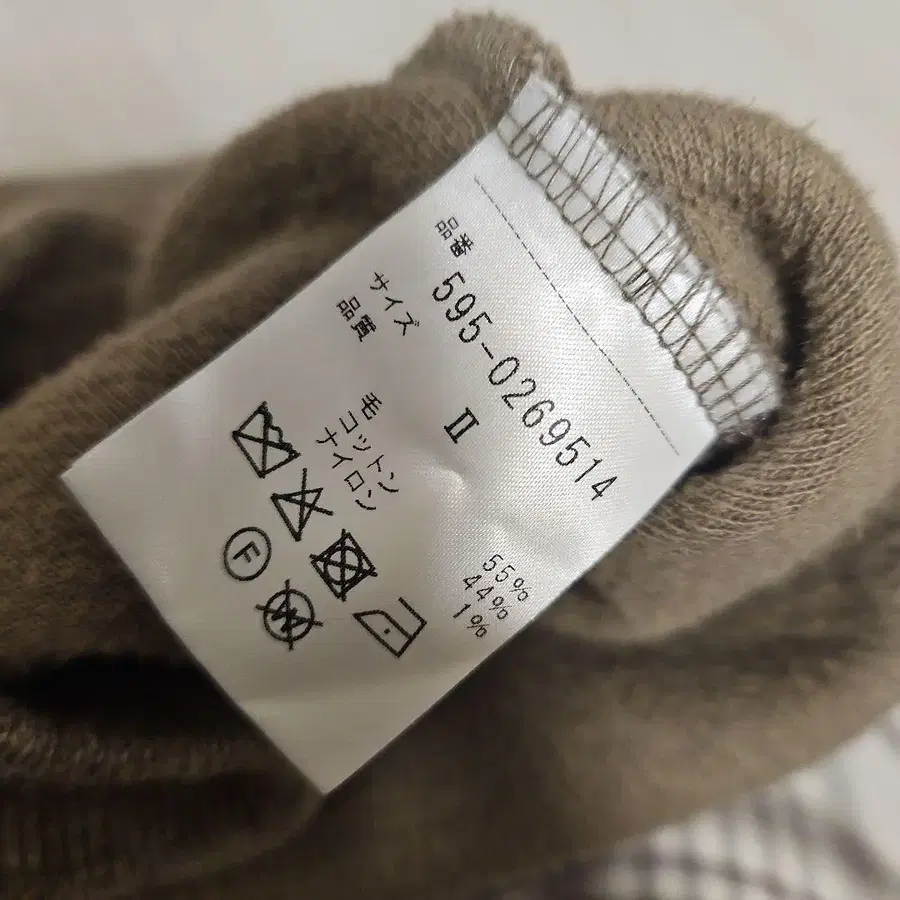 品番 595-0269514
サイズ Ⅱ
品質
毛 55%
コットン 44%
ナイロン 1%
F
W